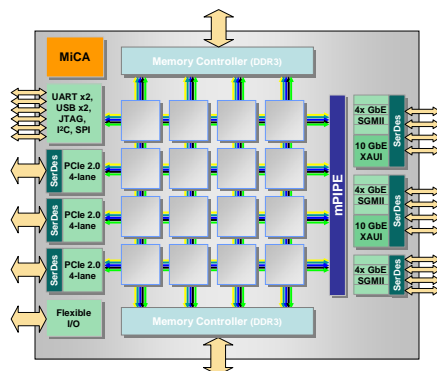 MiCA
Memory Controller (DDR3)
UART x2,
USB x2,
JTAG,
I²C, SPI
SerDes
PCIe 2.0
4-lane
SerDes
PCIe 2.0
4-lane
SerDes
PCIe 2.0
4-lane
Flexible
I/O
Memory Controller (DDR3)
mPIPE
4x GbE
SGMII
10 GbE
XAUI
SerDes
4x GbE
SGMII
10 GbE
XAUI
SerDes
4x GbE
SGMII
SerDes